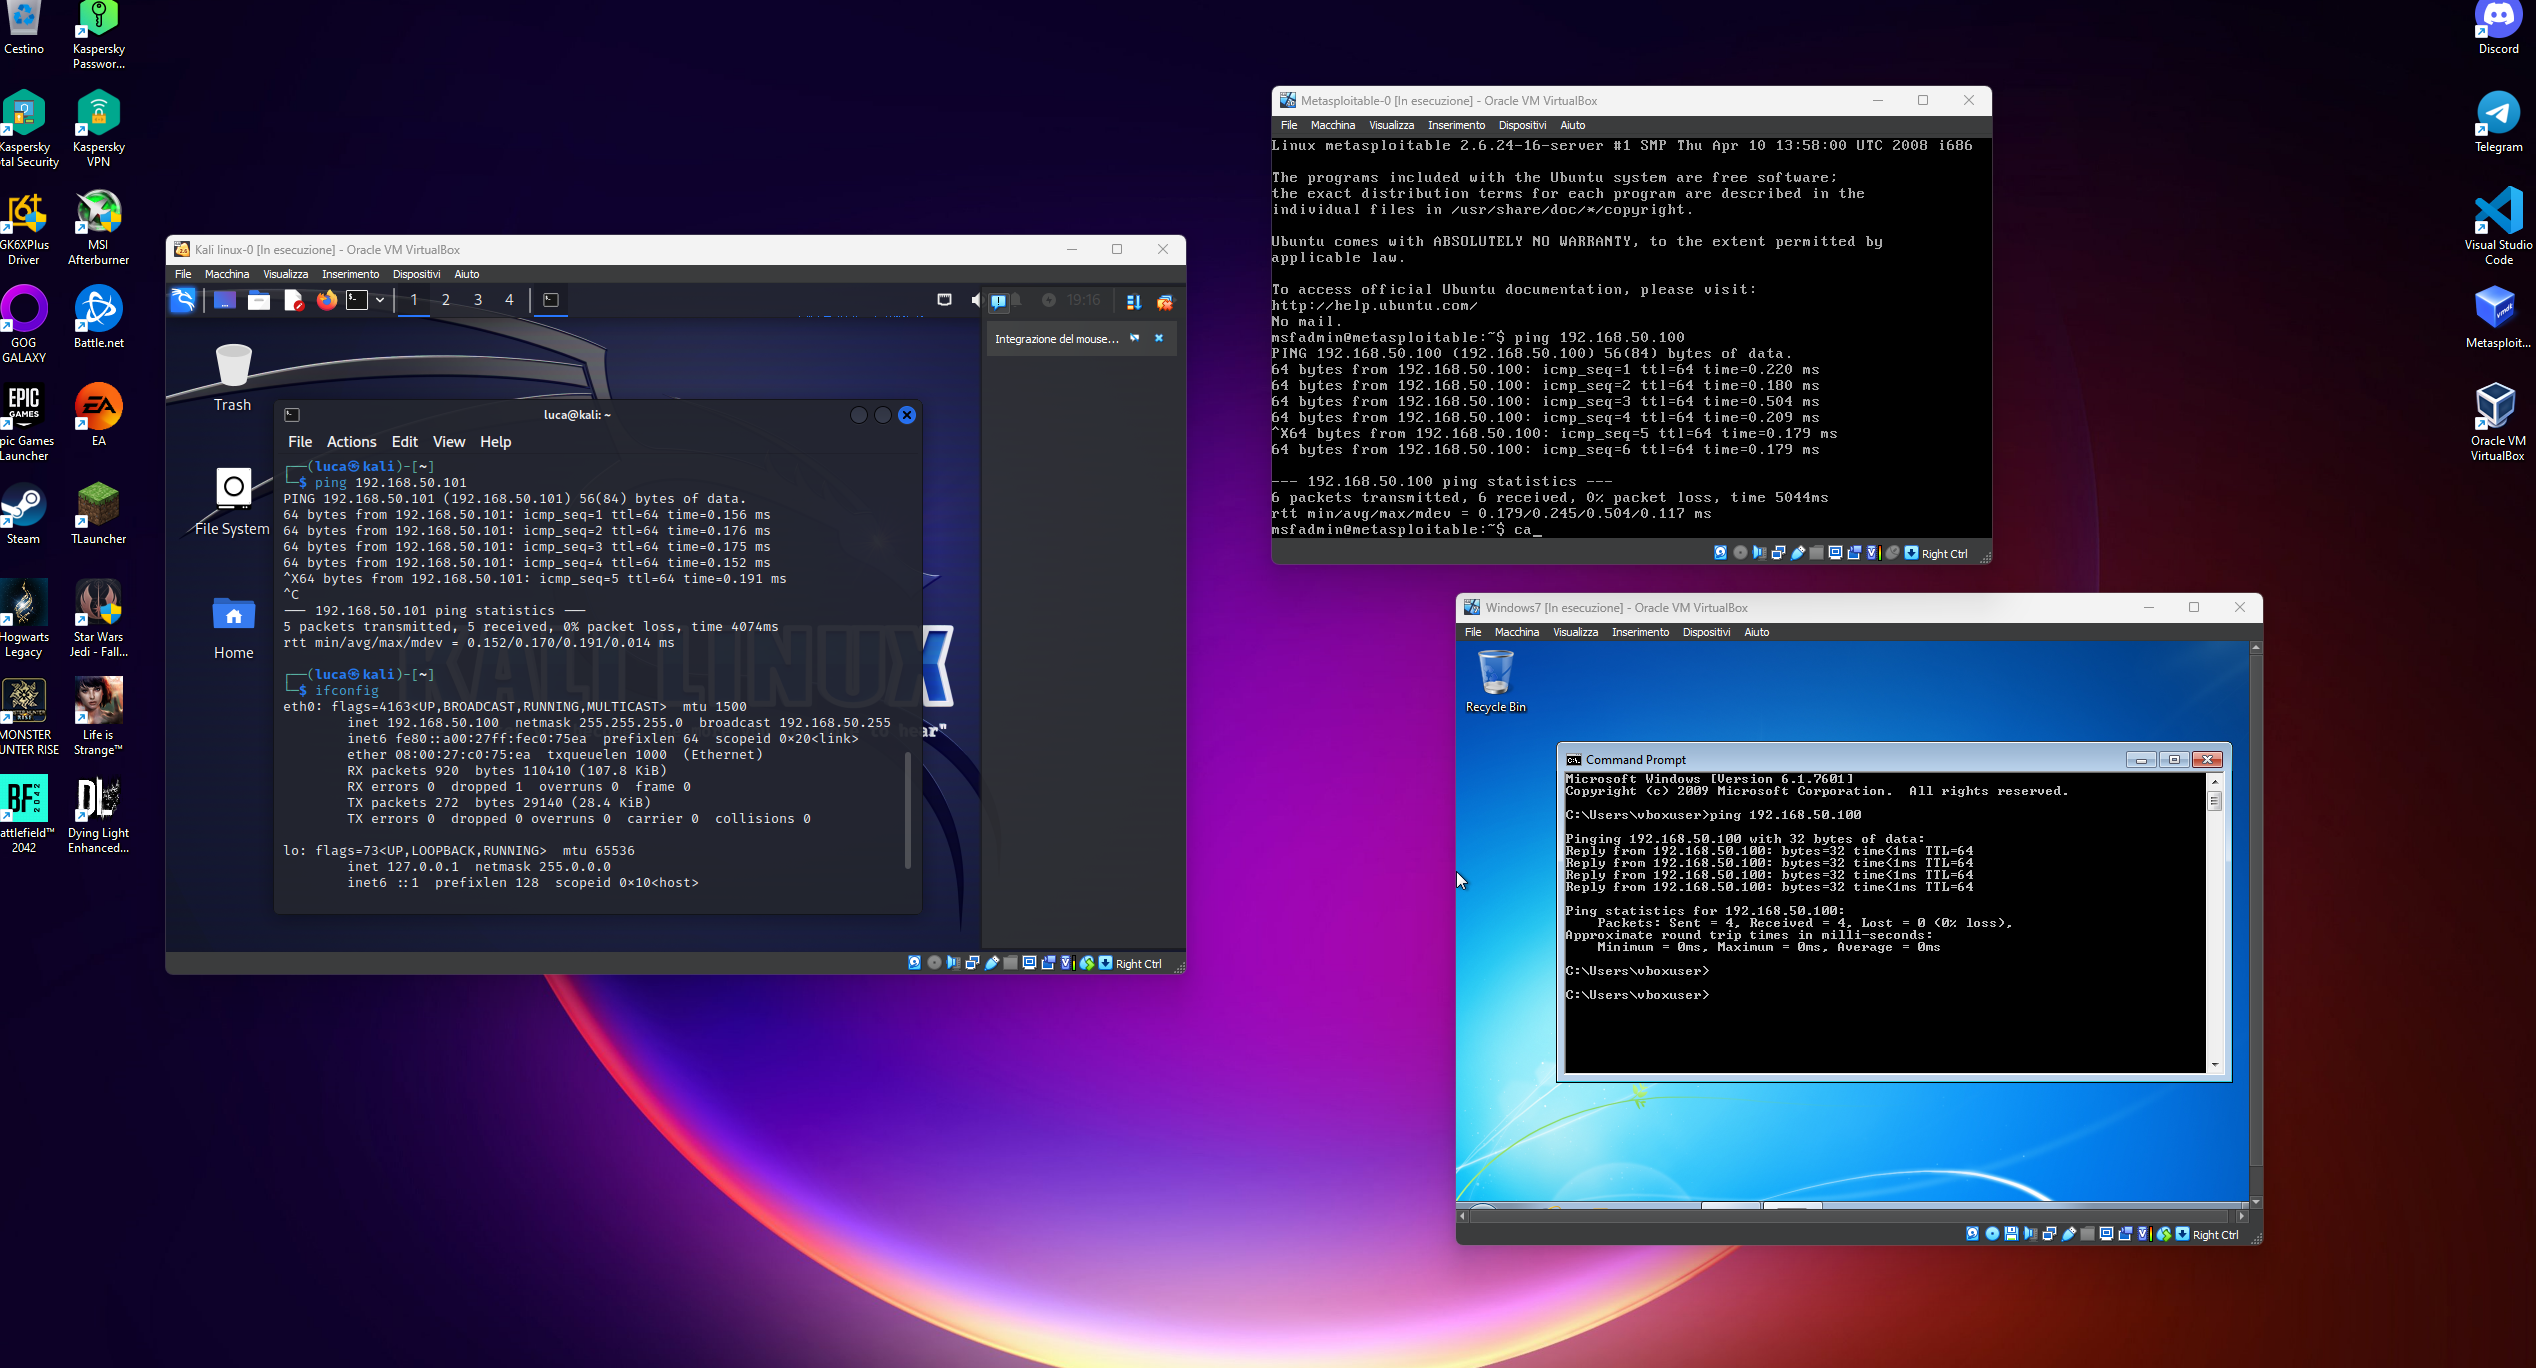 Cestino
Kaspersky
Passwor...
Kaspersky
tal Security
Kaspersky
VPN
GK6XPlus
Driver
MSI
Afterburner
GOG
GALAXY
Battle.net
EPIC
GAMES
pic Games
Launcher
EA
EA
Steam
TLauncher
Hogwarts
Legacy
Star Wars
Jedi - Fall...
MONSTER
UNTER RISE
Life is
Strange™
BF
2042
attlefield™
2042
DL
Dying Light
Enhanced...
Kali linux-0 [In esecuzione] - Oracle VM VirtualBox
File Macchina Visualizza Inserimento Dispositivi Aiuto
1 2 3 4
19:16
Integrazione del mouse...
Trash
File System
Home
luca@kali: ~
File Actions Edit View Help
(luca㉿kali)-[~]
$ ping 192.168.50.101
PING 192.168.50.101 (192.168.50.101) 56(84) bytes of data.
64 bytes from 192.168.50.101: icmp_seq=1 ttl=64 time=0.156 ms
64 bytes from 192.168.50.101: icmp_seq=2 ttl=64 time=0.176 ms
64 bytes from 192.168.50.101: icmp_seq=3 ttl=64 time=0.175 ms
64 bytes from 192.168.50.101: icmp_seq=4 ttl=64 time=0.152 ms
^X64 bytes from 192.168.50.101: icmp_seq=5 ttl=64 time=0.191 ms
^C
--- 192.168.50.101 ping statistics ---
5 packets transmitted, 5 received, 0% packet loss, time 4074ms
rtt min/avg/max/mdev = 0.152/0.170/0.191/0.014 ms
(luca㉿kali)-[~]
$ ifconfig
eth0: flags=4163<UP,BROADCAST,RUNNING,MULTICAST>  mtu 1500
inet 192.168.50.100  netmask 255.255.255.0  broadcast 192.168.50.255
inet6 fe80::a00:27ff:fec0:75ea  prefixlen 64  scopeid 0×20<link>
ether 08:00:27:c0:75:ea  txqueuelen 1000  (Ethernet)
RX packets 920  bytes 110410 (107.8 KiB)
RX errors 0  dropped 1  overruns 0  frame 0
TX packets 272  bytes 29140 (28.4 KiB)
TX errors 0  dropped 0 overruns 0  carrier 0  collisions 0
lo: flags=73<UP,LOOPBACK,RUNNING>  mtu 65536
inet 127.0.0.1  netmask 255.0.0.0
inet6 ::1  prefixlen 128  scopeid 0×10<host>
KALI LINUX
hear"
Right Ctrl
Metasploitable-0 [In esecuzione] - Oracle VM VirtualBox
File Macchina Visualizza Inserimento Dispositivi Aiuto
Linux metasploitable 2.6.24-16-server #1 SMP Thu Apr 10 13:58:00 UTC 2008 i686
The programs included with the Ubuntu system are free software;
the exact distribution terms for each program are described in the
individual files in /usr/share/doc/*/copyright.
Ubuntu comes with ABSOLUTELY NO WARRANTY, to the extent permitted by
applicable law.
To access official Ubuntu documentation, please visit:
http://help.ubuntu.com/
No mail.
msfadmin@metasploitable:~$ ping 192.168.50.100
PING 192.168.50.100 (192.168.50.100) 56(84) bytes of data.
64 bytes from 192.168.50.100: icmp_seq=1 ttl=64 time=0.220 ms
64 bytes from 192.168.50.100: icmp_seq=2 ttl=64 time=0.180 ms
64 bytes from 192.168.50.100: icmp_seq=3 ttl=64 time=0.504 ms
64 bytes from 192.168.50.100: icmp_seq=4 ttl=64 time=0.209 ms
^X64 bytes from 192.168.50.100: icmp_seq=5 ttl=64 time=0.179 ms
64 bytes from 192.168.50.100: icmp_seq=6 ttl=64 time=0.179 ms
--- 192.168.50.100 ping statistics ---
6 packets transmitted, 6 received, 0% packet loss, time 5044ms
rtt min/avg/max/mdev = 0.179/0.245/0.504/0.117 ms
msfadmin@metasploitable:~$ ca_
Right Ctrl
Windows7 [In esecuzione] - Oracle VM VirtualBox
File Macchina Visualizza Inserimento Dispositivi Aiuto
Recycle Bin
Command Prompt
Microsoft Windows [Version 6.1.7601]
Copyright (c) 2009 Microsoft Corporation.  All rights reserved.
C:\Users\vboxuser>ping 192.168.50.100
Pinging 192.168.50.100 with 32 bytes of data:
Reply from 192.168.50.100: bytes=32 time<1ms TTL=64
Reply from 192.168.50.100: bytes=32 time<1ms TTL=64
Reply from 192.168.50.100: bytes=32 time<1ms TTL=64
Reply from 192.168.50.100: bytes=32 time<1ms TTL=64
Ping statistics for 192.168.50.100:
Packets: Sent = 4, Received = 4, Lost = 0 (0% loss),
Approximate round trip times in milli-seconds:
Minimum = 0ms, Maximum = 0ms, Average = 0ms
C:\Users\vboxuser>
C:\Users\vboxuser>
Right Ctrl
Discord
Telegram
Visual Studio
Code
Metasploit...
Oracle VM
VirtualBox